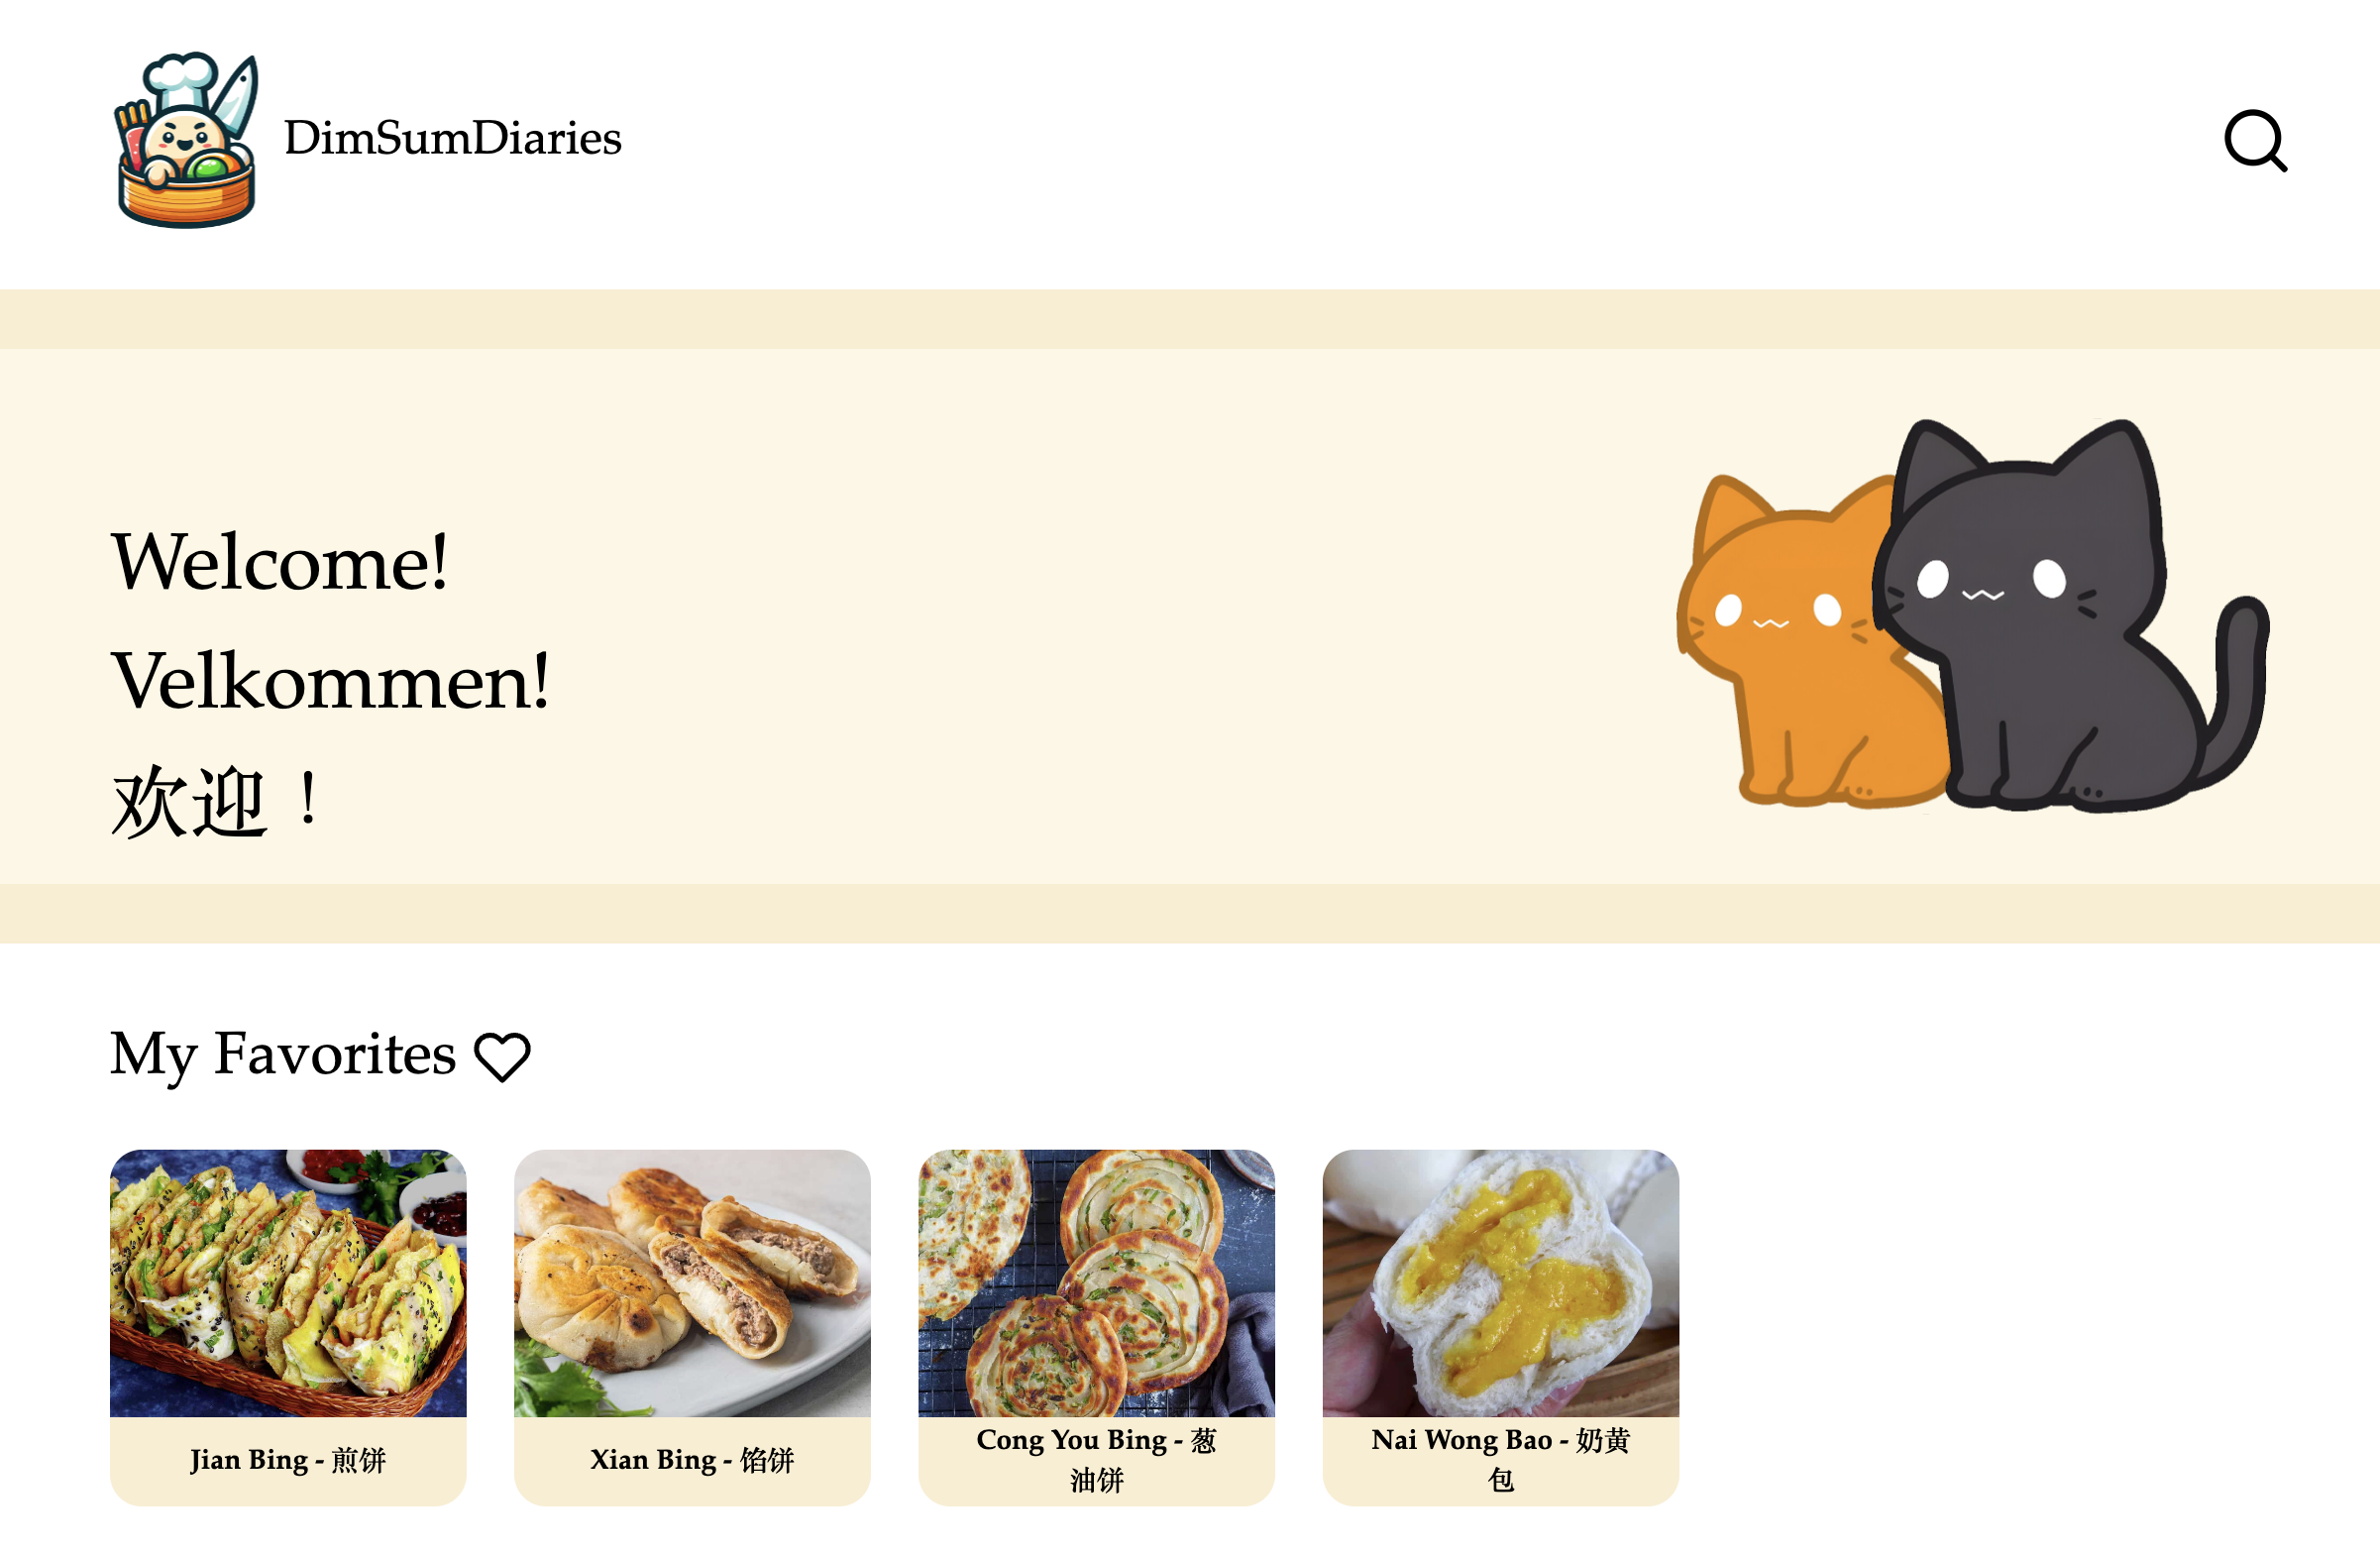 DimSumDiaries
Welcome!
Velkommen!
欢迎！
My Favorites
Jian Bing - 煎饼
Xian Bing - 馅饼
Cong You Bing - 葱
油饼
Nai Wong Bao - 奶黄
包